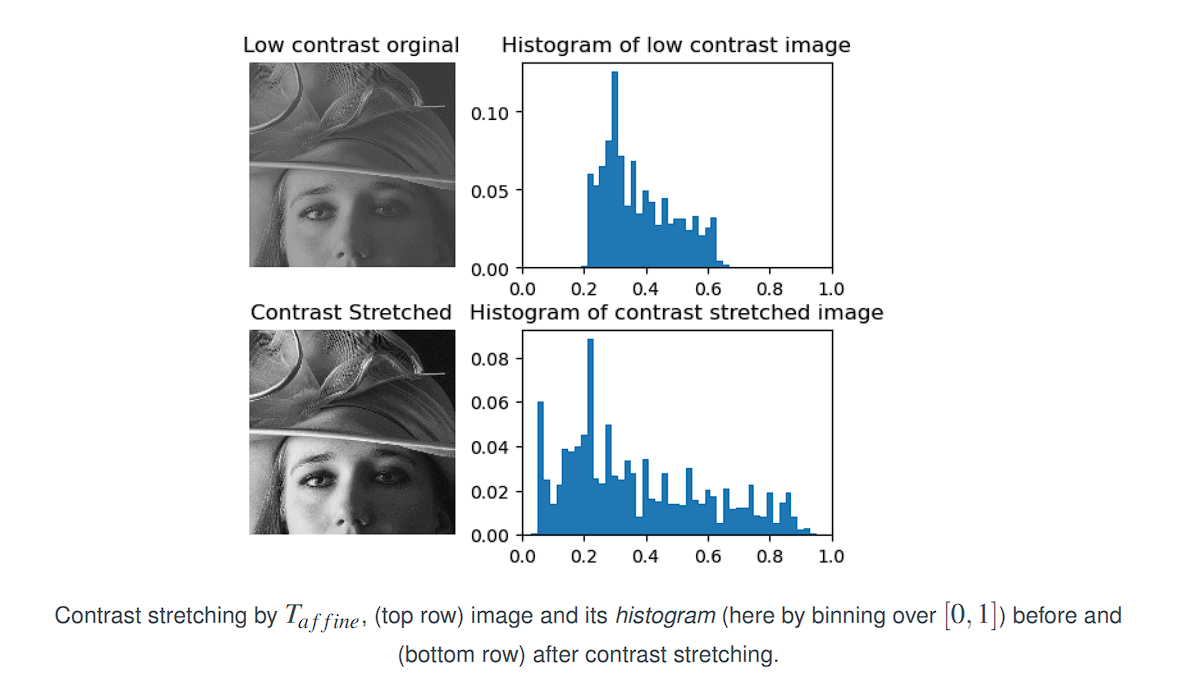 Low contrast orginal
Histogram of low contrast image
0.10
0.05
0.00
0.0 0.2 0.4 0.6 0.8 1.0
Contrast Stretched
Histogram of contrast stretched image
0.08
0.06
0.04
0.02
0.00
0.0 0.2 0.4 0.6 0.8 1.0
Contrast stretching by T_affine, (top row) image and its histogram (here by binning over [0, 1]) before and
(bottom row) after contrast stretching.